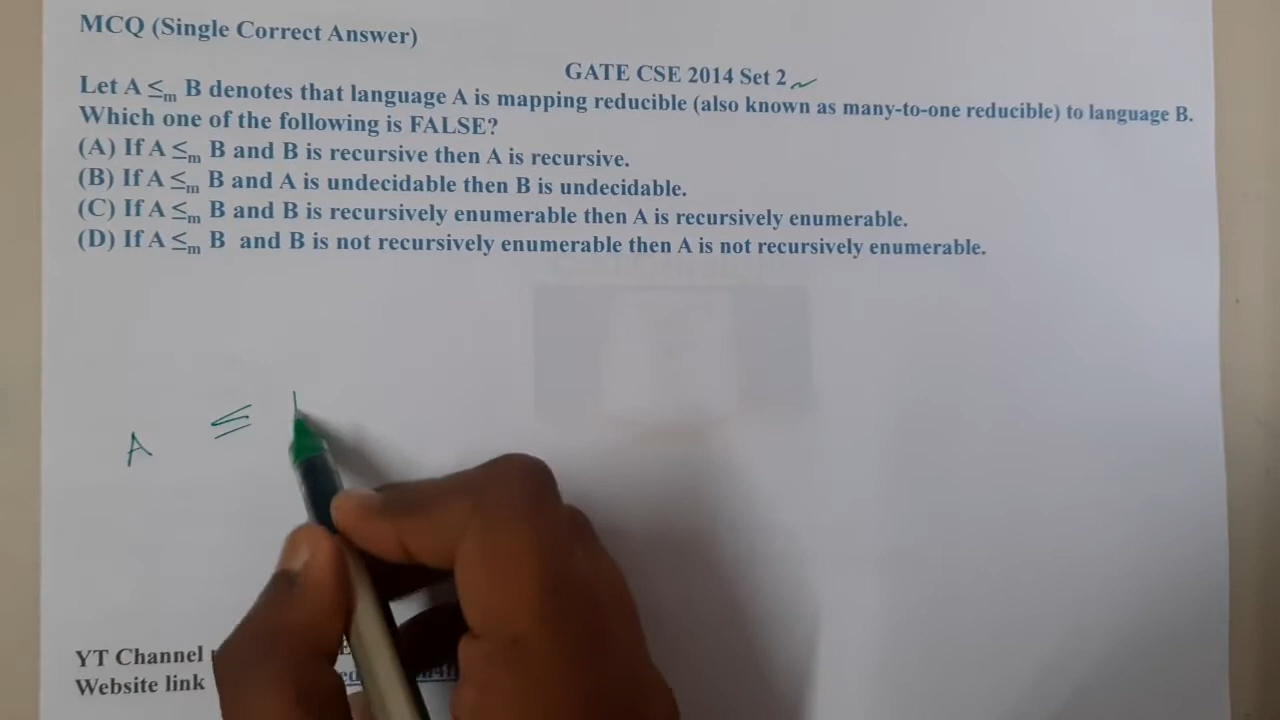 MCQ (Single Correct Answer)
GATE CSE 2014 Set 2
Let A ≤m B denotes that language A is mapping reducible (also known as many-to-one reducible) to language B.
Which one of the following is FALSE?
(A) If A ≤m B and B is recursive then A is recursive.
(B) If A ≤m B and A is undecidable then B is undecidable.
(C) If A ≤m B and B is recursively enumerable then A is recursively enumerable.
(D) If A ≤m B and B is not recursively enumerable then A is not recursively enumerable.
A ≤
YT Channel
Website link